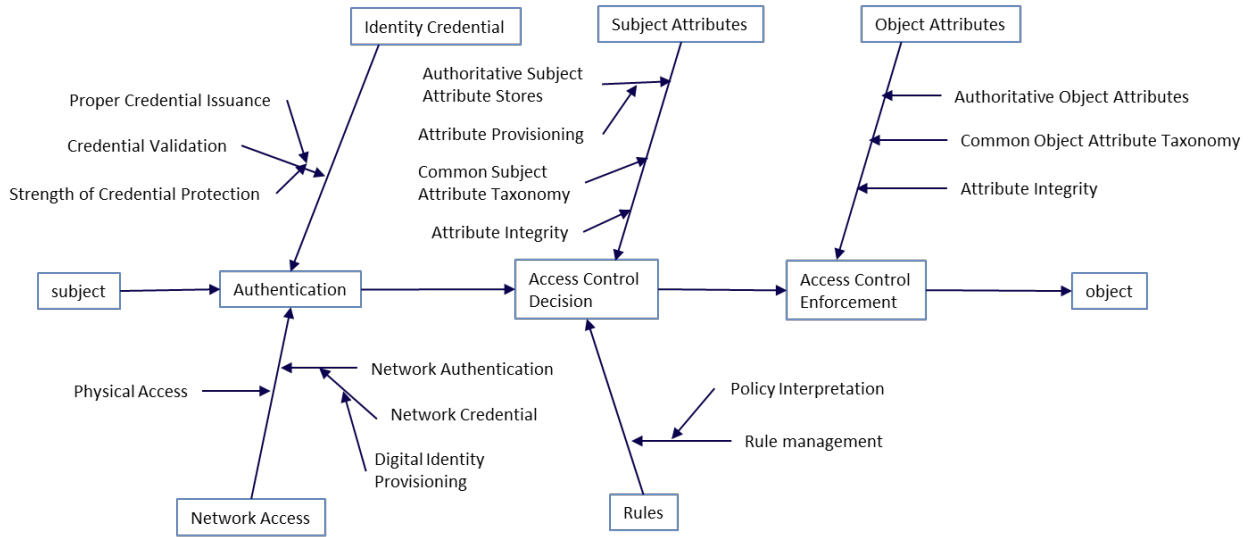 Identity Credential
Subject Attributes
Object Attributes
Authoritative Subject
Attribute Stores
Proper Credential Issuance
Authoritative Object Attributes
Attribute Provisioning
Credential Validation
Common Object Attribute Taxonomy
Common Subject
Attribute Taxonomy
Strength of Credential Protection
Attribute Integrity
Attribute Integrity
subject
Authentication
Access Control
Decision
Access Control
Enforcement
object
Network Authentication
Physical Access
Policy Interpretation
Network Credential
Rule management
Digital Identity
Provisioning
Network Access
Rules